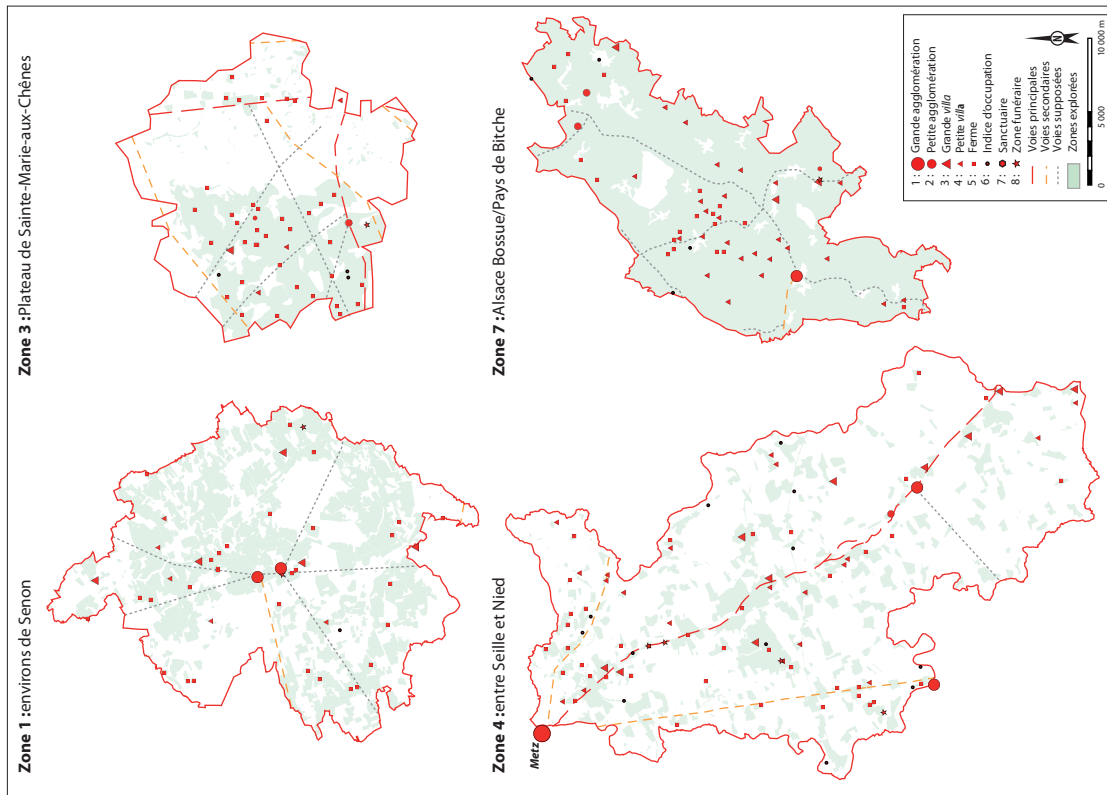 Zone 1 : environs de Senon
Zone 3 : Plateau de Sainte-Marie-aux-Chênes
Zone 4 : entre Seille et Nied
Metz
Zone 7 : Alsace Bossue/Pays de Bitche
1 : Grande agglomération
2 : Petite agglomération
3 : Grande villa
4 : Petite villa
5 : Ferme
6 : Indice d'occupation
7 : Sanctuaire
8 : Zone funéraire
Voies principales
Voies secondaires
Voies supposées
Zones explorées
N
0 5 000 10 000 m